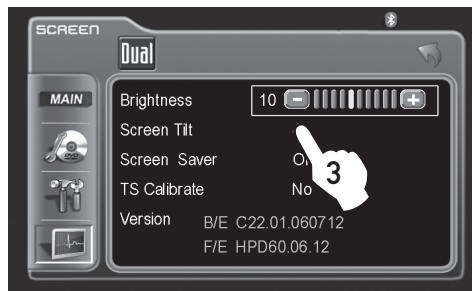 SCREEN
Dual
MAIN
Brightness 10 - +
Screen Tilt
Screen Saver
TS Calibrate No
Version B/E C22.01.060712
F/E HPD60.06.12
3
DVD